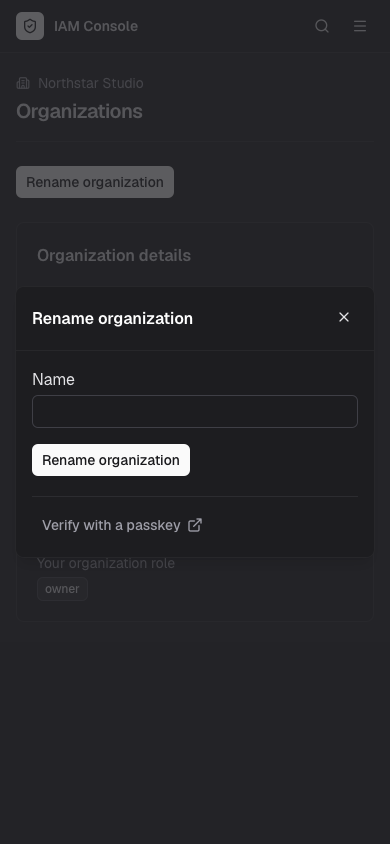 IAM Console
Northstar Studio
Organizations
Rename organization
Organization details
Rename organization
Name
Rename organization
Verify with a passkey
Your organization role
owner